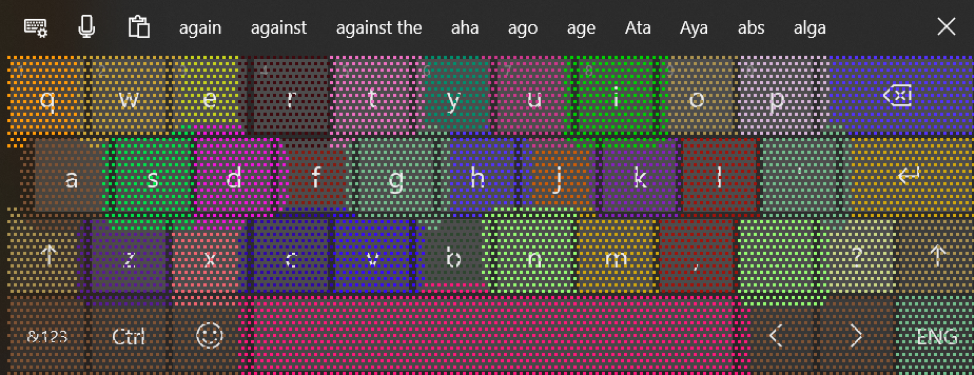 again against against the aha ago age Ata Aya abs alga
q w e r t y u i o p
a s d f g h j k l '
z x c v b n m , ?
&123 Ctrl < > ENG